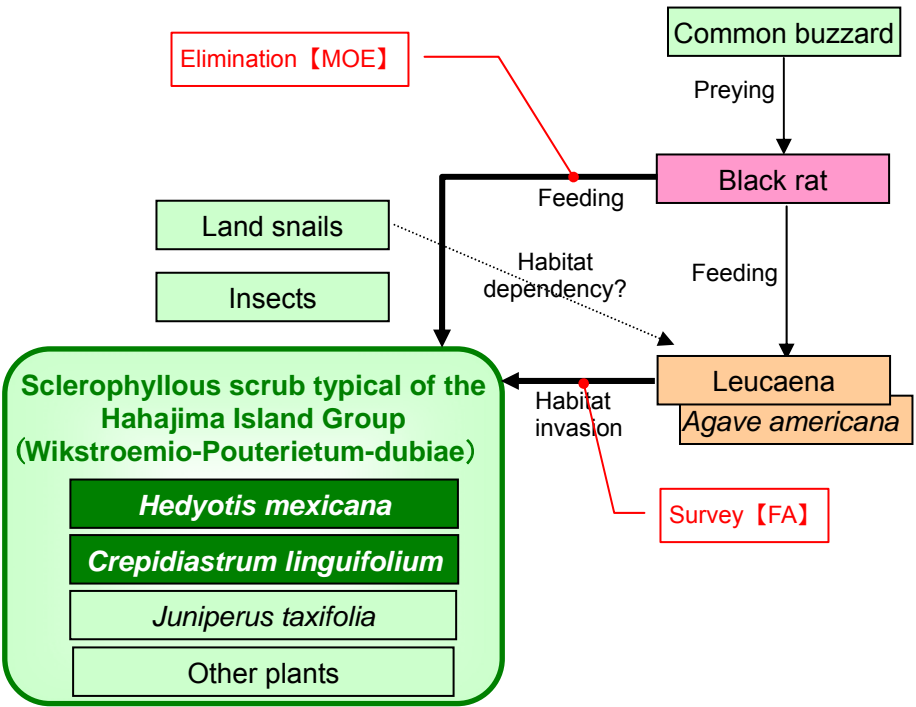 Common buzzard
Elimination【MOE】
Preying
Black rat
Feeding
Land snails
Habitat
dependency?
Feeding
Insects
Sclerophyllous scrub typical of the
Hahajima Island Group
(Wikstroemio-Pouterietum-dubiae)
Leucaena
Agave americana
Habitat
invasion
Hedyotis mexicana
Crepidiastrum linguifolium
Juniperus taxifolia
Other plants
Survey【FA】